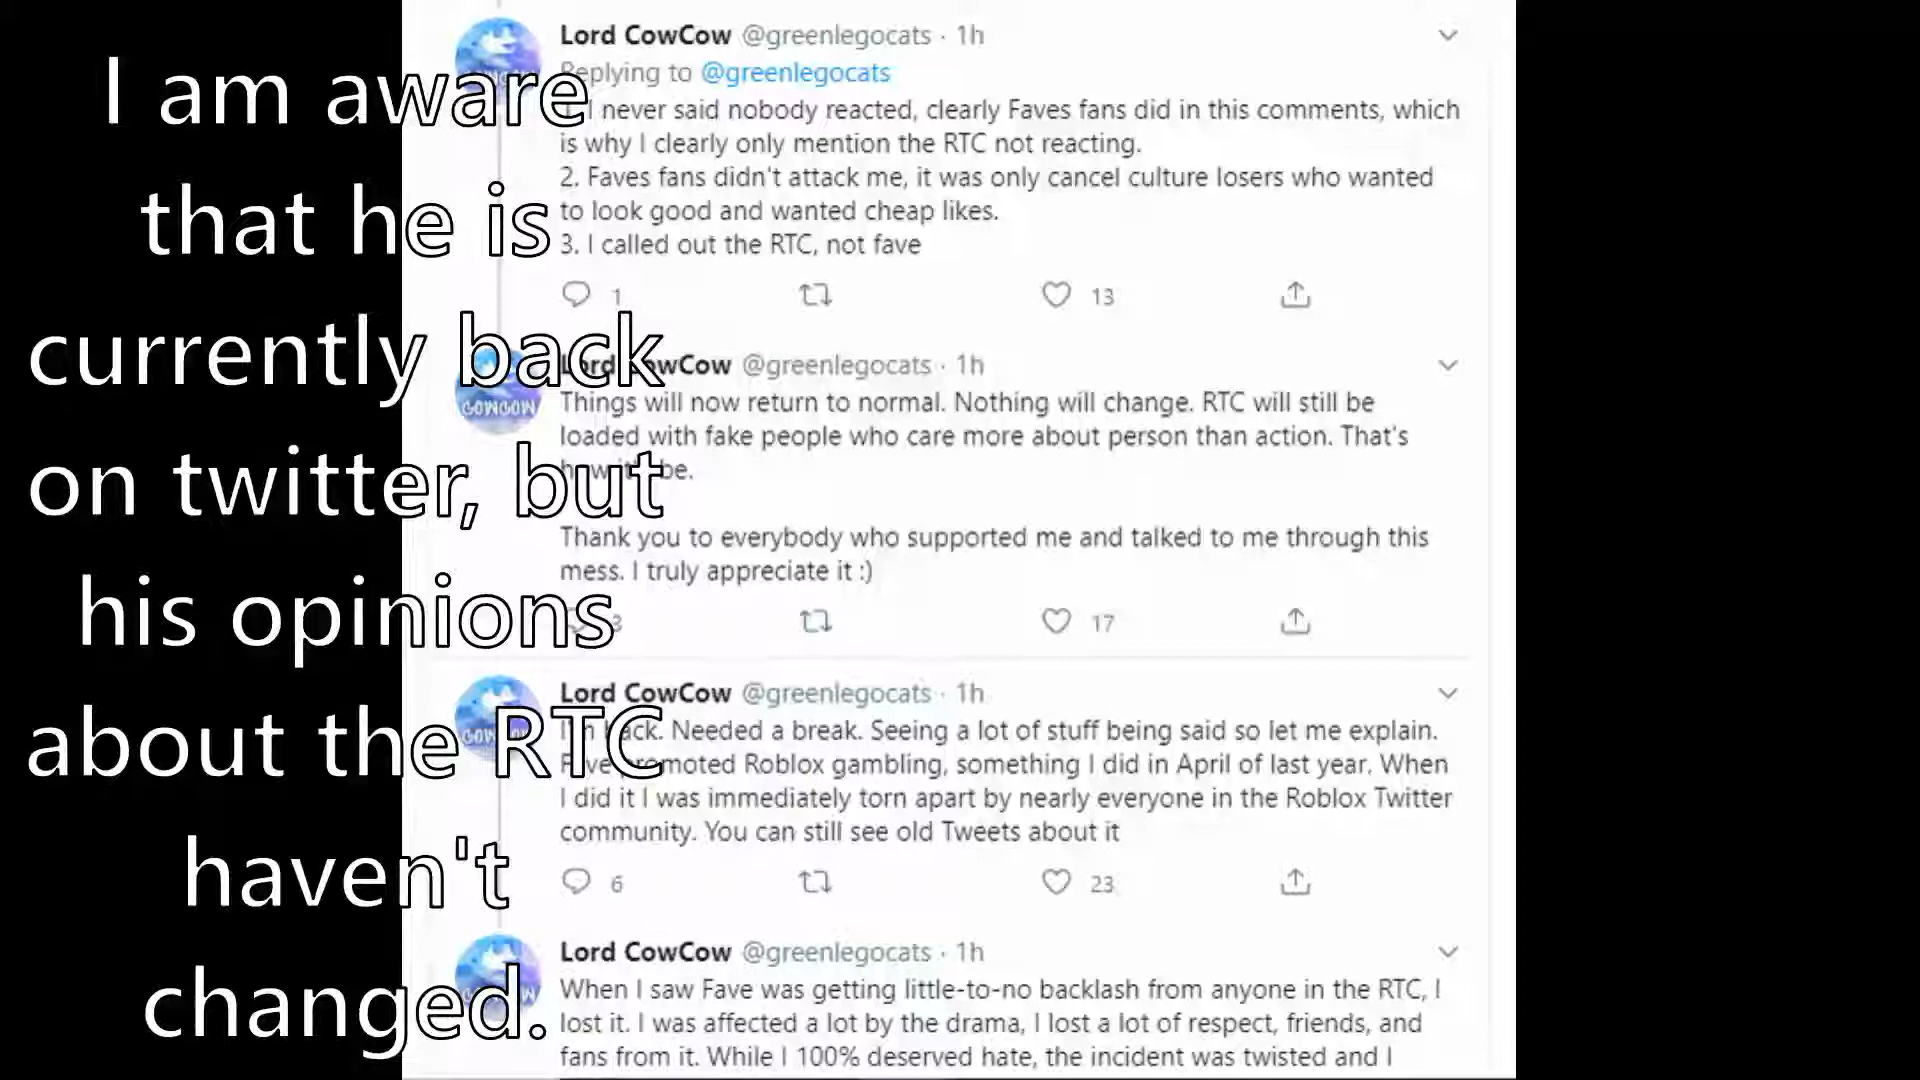 I am aware
that he is
currently back
on twitter, but
his opinions
about the RTC
haven't
changed.
Lord CowCow @greenlegocats · 1h
Replying to @greenlegocats
I never said nobody reacted, clearly Faves fans did in this comments, which
is why I clearly only mention the RTC not reacting.
2. Faves fans didn't attack me, it was only cancel culture losers who wanted
to look good and wanted cheap likes.
3. I called out the RTC, not fave
1 13
Lord CowCow @greenlegocats · 1h
COWCOW
Things will now return to normal. Nothing will change. RTC will still be
loaded with fake people who care more about person than action. That's
be.
Thank you to everybody who supported me and talked to me through this
mess. I truly appreciate it :)
3 17
Lord CowCow @greenlegocats · 1h
back. Needed a break. Seeing a lot of stuff being said so let me explain.
Fave promoted Roblox gambling, something I did in April of last year. When
I did it I was immediately torn apart by nearly everyone in the Roblox Twitter
community. You can still see old Tweets about it
6 23
Lord CowCow @greenlegocats · 1h
When I saw Fave was getting little-to-no backlash from anyone in the RTC, I
lost it. I was affected a lot by the drama, I lost a lot of respect, friends, and
fans from it. While I 100% deserved hate, the incident was twisted and I